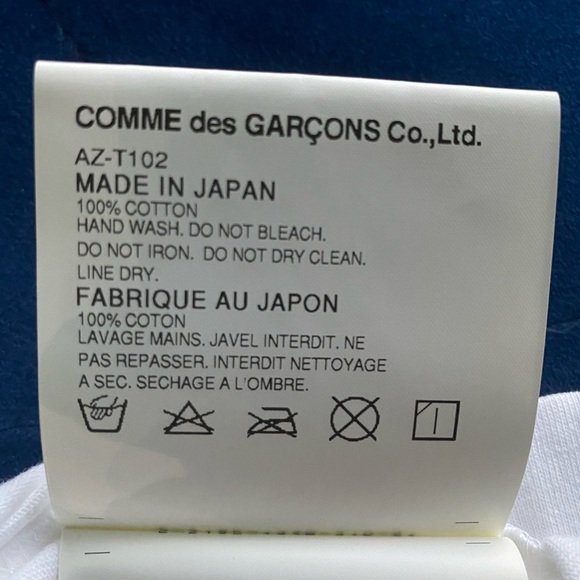 COMME des GARÇONS Co.,Ltd.
AZ-T102
MADE IN JAPAN
100% COTTON
HAND WASH. DO NOT BLEACH.
DO NOT IRON. DO NOT DRY CLEAN.
LINE DRY.
FABRIQUE AU JAPON
100% COTON
LAVAGE MAINS. JAVEL INTERDIT. NE
PAS REPASSER. INTERDIT NETTOYAGE
A SEC. SECHAGE A L'OMBRE.